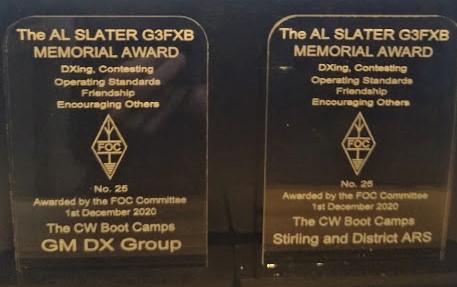 The AL SLATER G3FXB
MEMORIAL AWARD
DXing, Contesting
Operating Standards
Friendship
Encouraging Others
FOC
No. 26
Awarded by the FOC Committee
1st December 2020
The CW Boot Camps
GM DX Group
The AL SLATER G3FXB
MEMORIAL AWARD
DXing, Contesting
Operating Standards
Friendship
Encouraging Others
FOC
No. 26
Awarded by the FOC Committee
1st December 2020
The CW Boot Camps
Stirling and District ARS